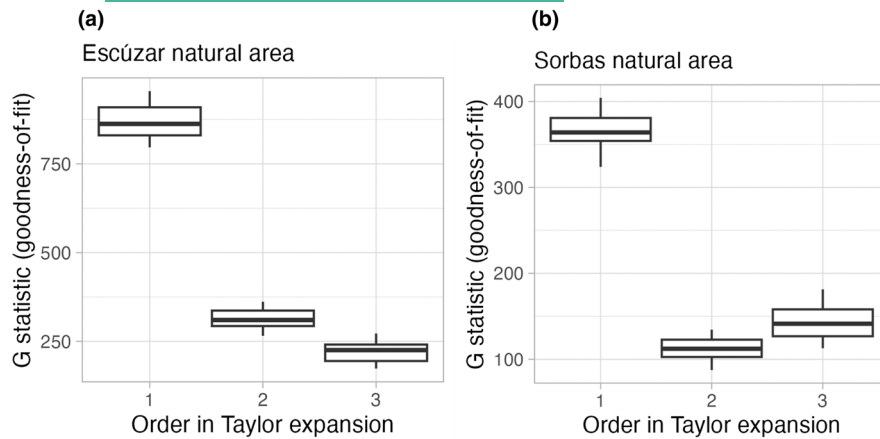 (a)
Escúzar natural area
G statistic (goodness-of-fit)
750
500
250
1 2 3
Order in Taylor expansion
(b)
Sorbas natural area
G statistic (goodness-of-fit)
400
300
200
100
1 2 3
Order in Taylor expansion